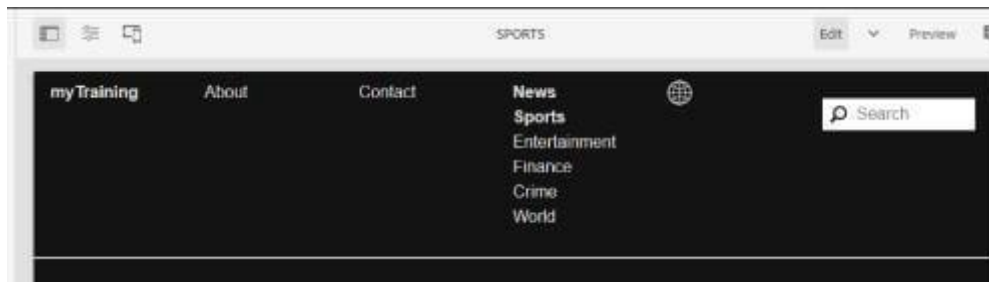 SPORTS Edit Preview
myTraining About Contact News
Sports
Search
Entertainment
Finance
Crime
World